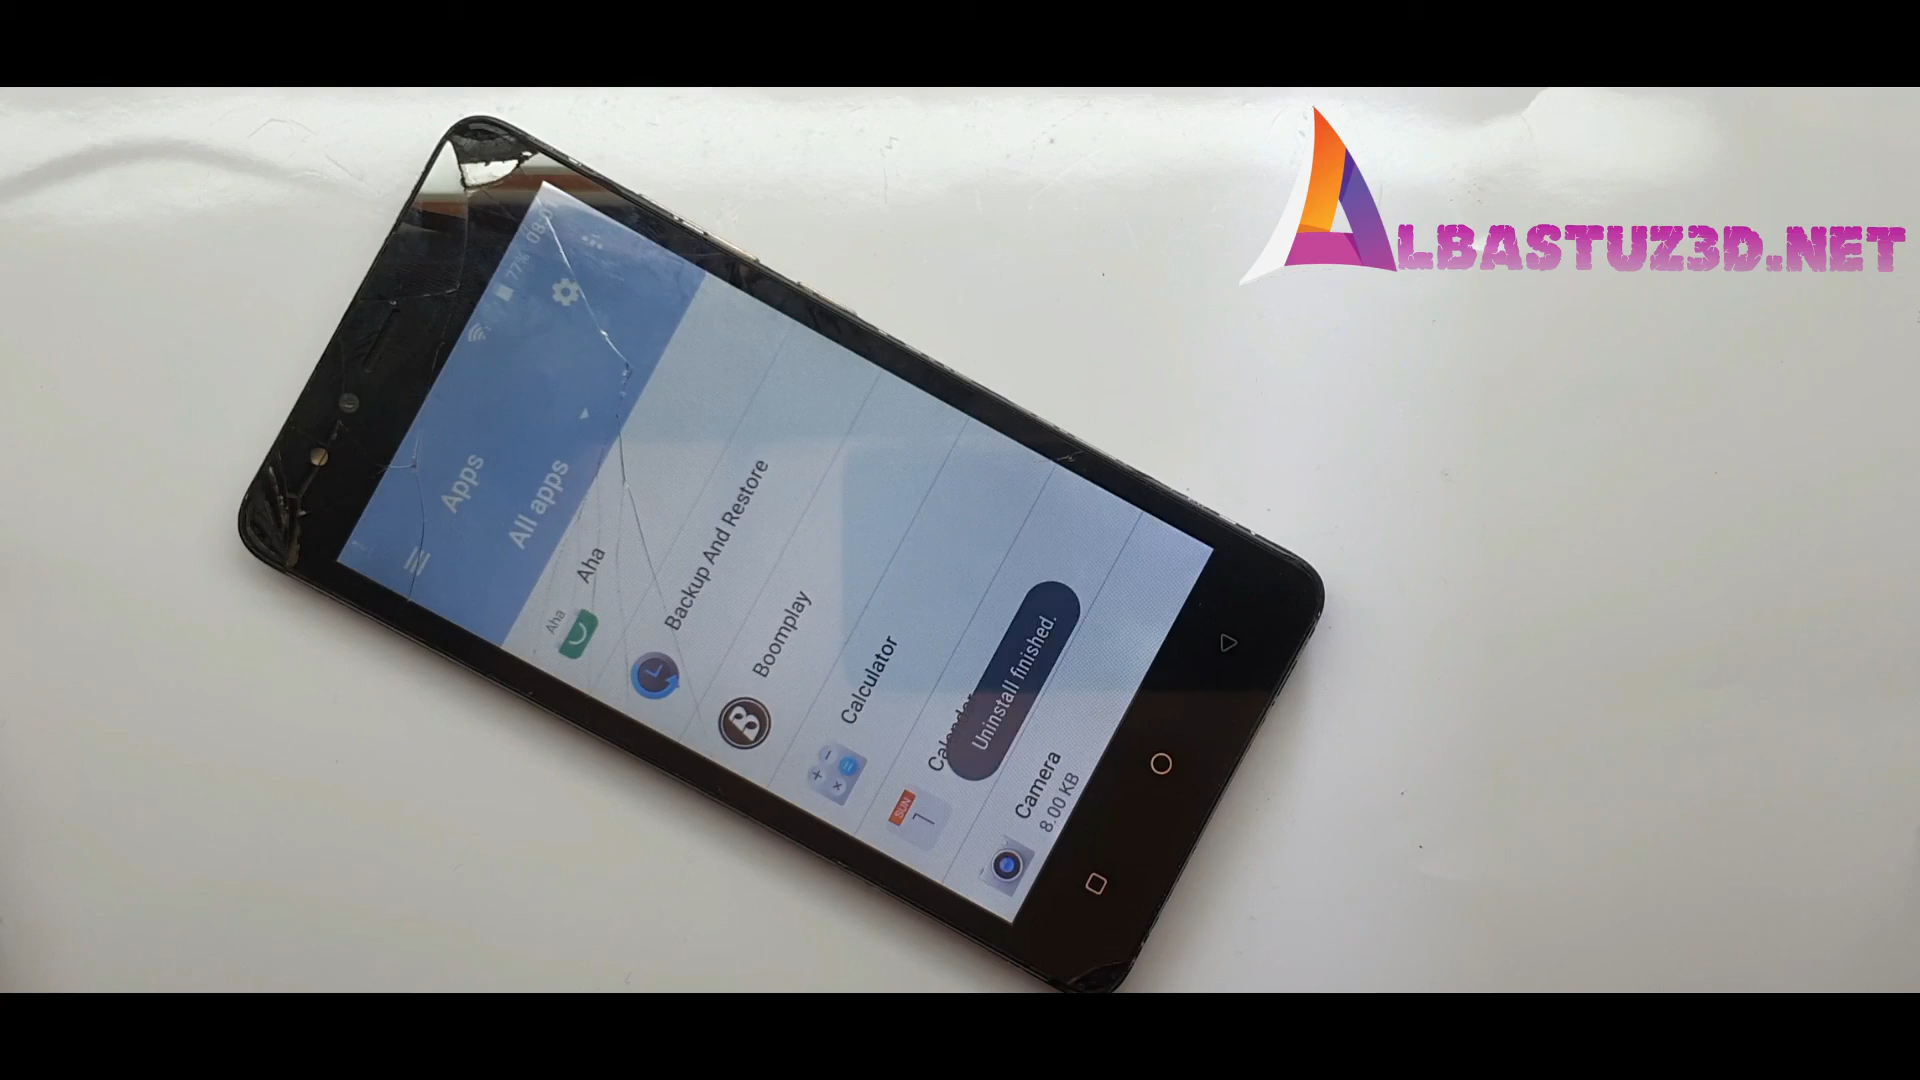 ALBASTUZ3D.NET
77%
Apps
All apps
Aha
Aha
Backup And Restore
Boomplay
Calculator
SUN
1
Uninstall finished.
Camera
8.00 KB